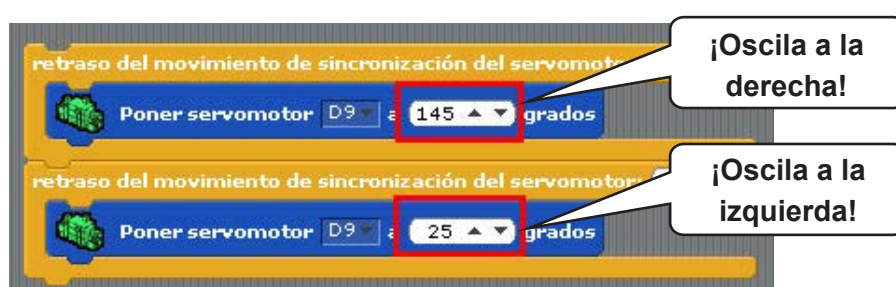 retraso del movimiento de sincronización del servomotor
¡Oscila a la
derecha!
Poner servomotor D9 a 145 grados
retraso del movimiento de sincronización del servomotor:
¡Oscila a la
izquierda!
Poner servomotor D9 a 25 grados